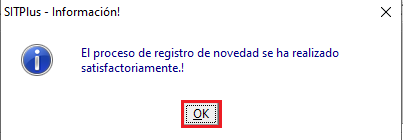 SITPlus - Información!
El proceso de registro de novedad se ha realizado
satisfactoriamente.!
OK